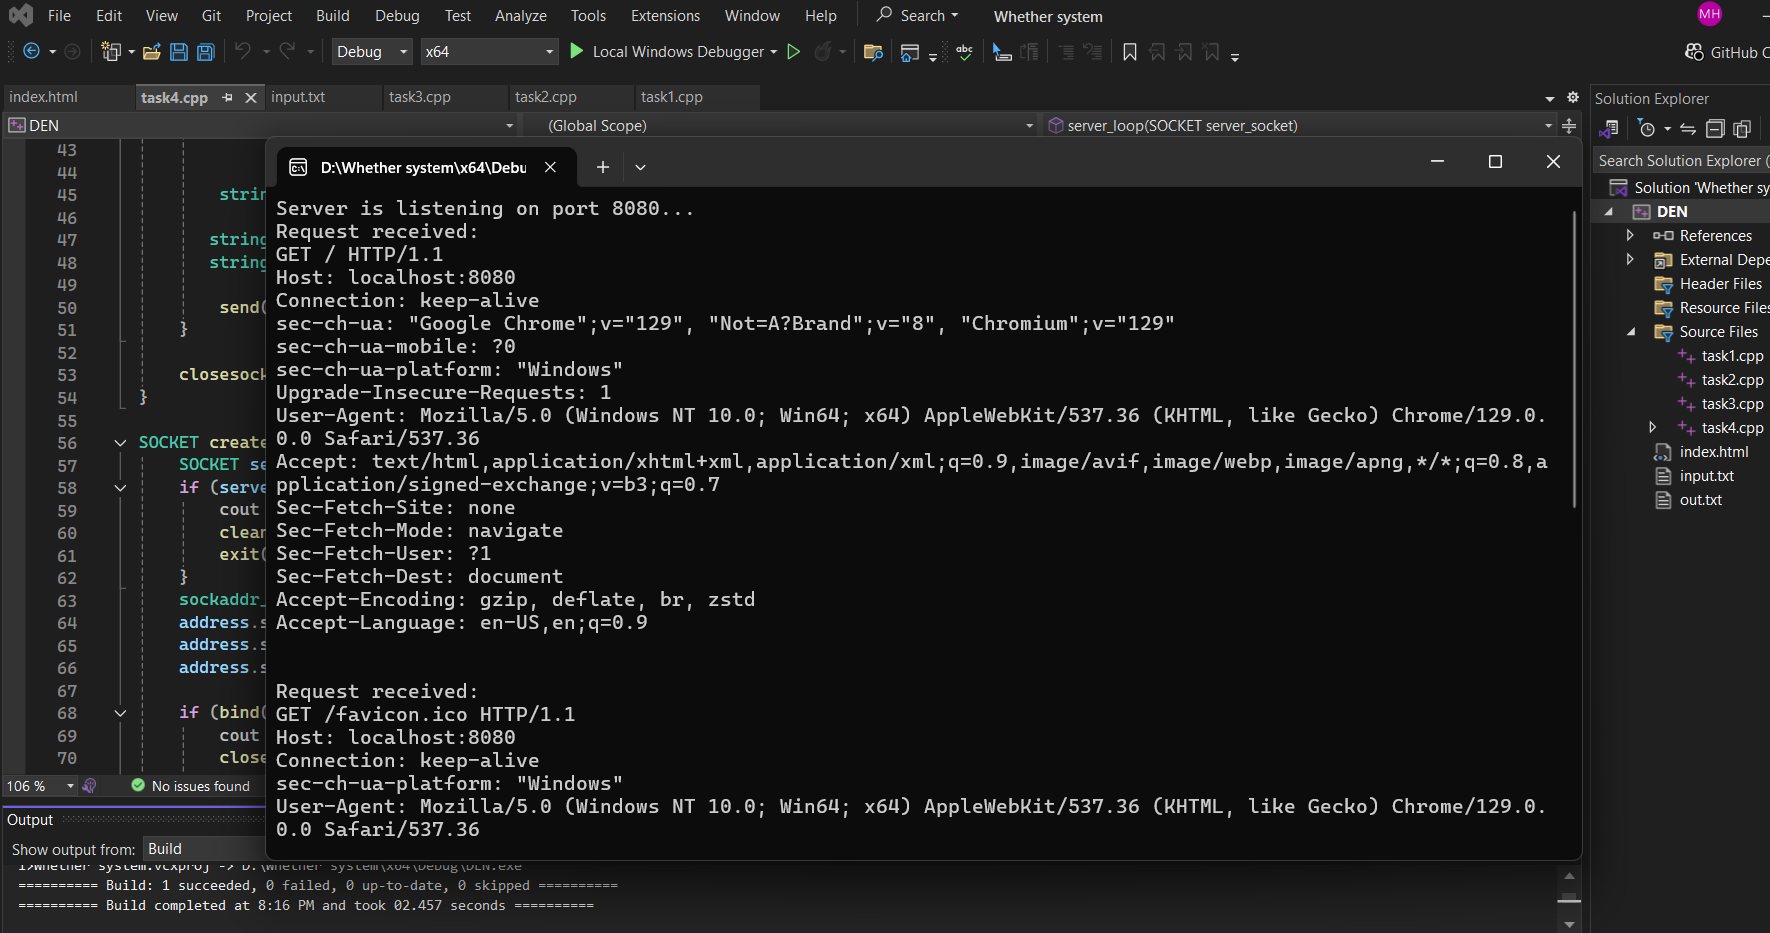 File Edit View Git Project Build Debug Test Analyze Tools Extensions Window Help Search Whether system MH
Debug x64 Local Windows Debugger abc GitHub
index.html task4.cpp input.txt task3.cpp task2.cpp task1.cpp
DEN (Global Scope) server_loop(SOCKET server_socket)
D:\Whether system\x64\Debu
Server is listening on port 8080...
Request received:
GET / HTTP/1.1
Host: localhost:8080
Connection: keep-alive
sec-ch-ua: "Google Chrome";v="129", "Not=A?Brand";v="8", "Chromium";v="129"
sec-ch-ua-mobile: ?0
sec-ch-ua-platform: "Windows"
Upgrade-Insecure-Requests: 1
User-Agent: Mozilla/5.0 (Windows NT 10.0; Win64; x64) AppleWebKit/537.36 (KHTML, like Gecko) Chrome/129.0.
0.0 Safari/537.36
Accept: text/html,application/xhtml+xml,application/xml;q=0.9,image/avif,image/webp,image/apng,*/*;q=0.8,a
pplication/signed-exchange;v=b3;q=0.7
Sec-Fetch-Site: none
Sec-Fetch-Mode: navigate
Sec-Fetch-User: ?1
Sec-Fetch-Dest: document
Accept-Encoding: gzip, deflate, br, zstd
Accept-Language: en-US,en;q=0.9
Request received:
GET /favicon.ico HTTP/1.1
Host: localhost:8080
Connection: keep-alive
sec-ch-ua-platform: "Windows"
User-Agent: Mozilla/5.0 (Windows NT 10.0; Win64; x64) AppleWebKit/537.36 (KHTML, like Gecko) Chrome/129.0.
0.0 Safari/537.36
43
44
45 strin
46
47 string
48 string
49
50 send(
51 }
52
53 closesock
54 }
55
56 SOCKET create
57 SOCKET se
58 if (serve
59 cout
60 clean
61 exit(
62 }
63 sockaddr_
64 address.s
65 address.s
66 address.s
67
68 if (bind(
69 cout
70 close
106 % No issues found
Output
Show output from: Build
1>Whether system.vcxproj -> D:\Whether system\x64\Debug\DEN.exe
========== Build: 1 succeeded, 0 failed, 0 up-to-date, 0 skipped ==========
========== Build completed at 8:16 PM and took 02.457 seconds ==========
Solution Explorer
Search Solution Explorer (
Solution 'Whether sy
DEN
References
External Depe
Header Files
Resource Files
Source Files
task1.cpp
task2.cpp
task3.cpp
task4.cpp
index.html
input.txt
out.txt